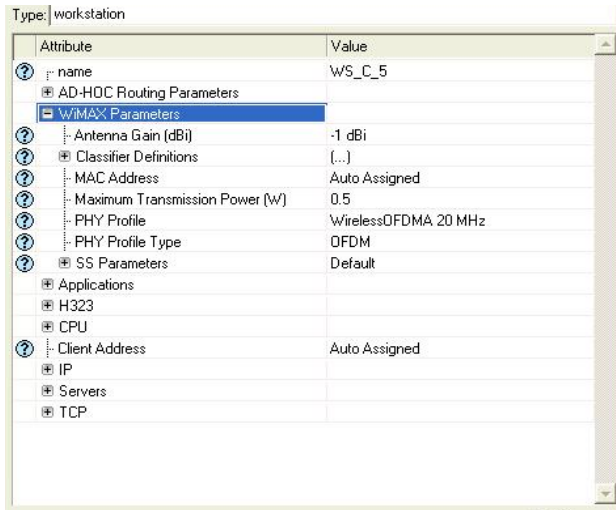 Type: workstation
Attribute Value
name WS_C_5
AD-HOC Routing Parameters
WiMAX Parameters
Antenna Gain (dBi) -1 dBi
Classifier Definitions (...)
MAC Address Auto Assigned
Maximum Transmission Power (W) 0.5
PHY Profile WirelessOFDMA 20 MHz
PHY Profile Type OFDM
SS Parameters Default
Applications
H323
CPU
Client Address Auto Assigned
IP
Servers
TCP